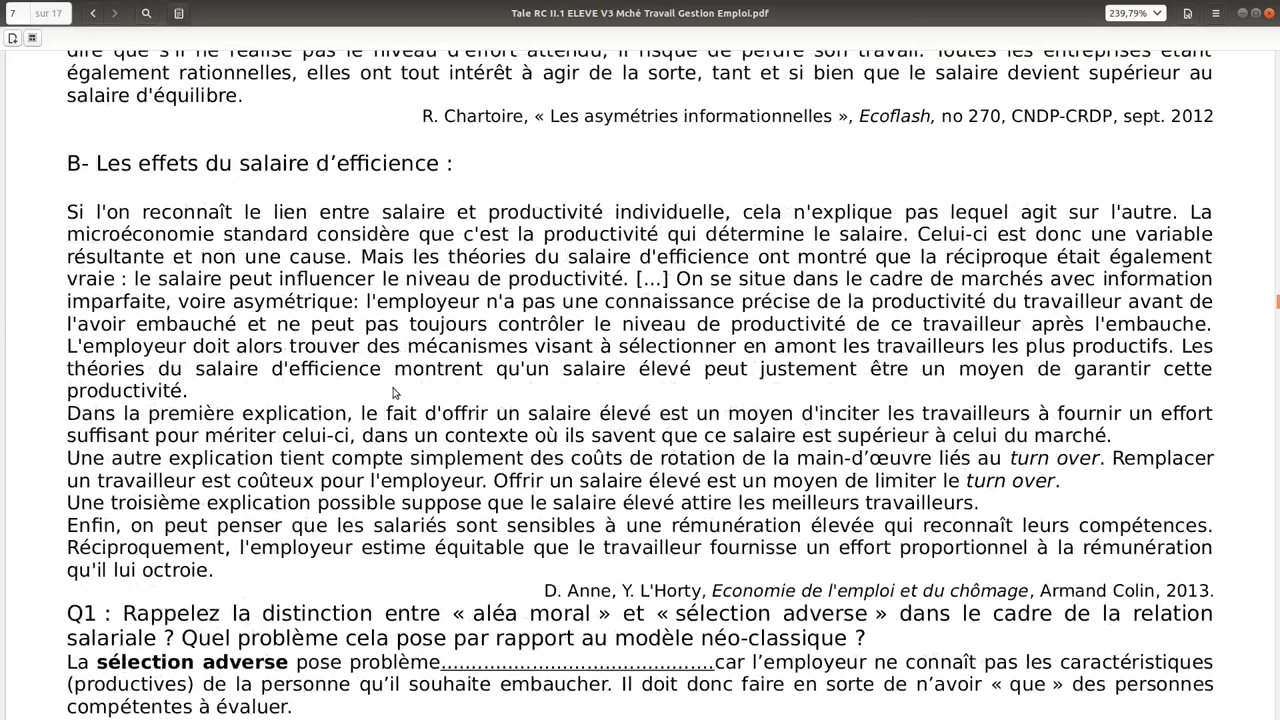 7 sur 17
Tale RC II.1 ELEVE V3 Mché Travail Gestion Emploi.pdf
239,79%
dire que s'il ne réalise pas le niveau d'effort attendu, il risque de perdre son travail. Toutes les entreprises étant
également rationnelles, elles ont tout intérêt à agir de la sorte, tant et si bien que le salaire devient supérieur au
salaire d'équilibre.
R. Chartoire, « Les asymétries informationnelles », Ecoflash, no 270, CNDP-CRDP, sept. 2012
B- Les effets du salaire d’efficience :
Si l'on reconnaît le lien entre salaire et productivité individuelle, cela n'explique pas lequel agit sur l'autre. La
microéconomie standard considère que c'est la productivité qui détermine le salaire. Celui-ci est donc une variable
résultante et non une cause. Mais les théories du salaire d'efficience ont montré que la réciproque était également
vraie : le salaire peut influencer le niveau de productivité. [...] On se situe dans le cadre de marchés avec information
imparfaite, voire asymétrique: l'employeur n'a pas une connaissance précise de la productivité du travailleur avant de
l'avoir embauché et ne peut pas toujours contrôler le niveau de productivité de ce travailleur après l'embauche.
L'employeur doit alors trouver des mécanismes visant à sélectionner en amont les travailleurs les plus productifs. Les
théories du salaire d'efficience montrent qu'un salaire élevé peut justement être un moyen de garantir cette
productivité.
Dans la première explication, le fait d'offrir un salaire élevé est un moyen d'inciter les travailleurs à fournir un effort
suffisant pour mériter celui-ci, dans un contexte où ils savent que ce salaire est supérieur à celui du marché.
Une autre explication tient compte simplement des coûts de rotation de la main-d’œuvre liés au turn over. Remplacer
un travailleur est coûteux pour l'employeur. Offrir un salaire élevé est un moyen de limiter le turn over.
Une troisième explication possible suppose que le salaire élevé attire les meilleurs travailleurs.
Enfin, on peut penser que les salariés sont sensibles à une rémunération élevée qui reconnaît leurs compétences.
Réciproquement, l'employeur estime équitable que le travailleur fournisse un effort proportionnel à la rémunération
qu'il lui octroie.
D. Anne, Y. L'Horty, Economie de l'emploi et du chômage, Armand Colin, 2013.
Q1 : Rappelez la distinction entre « aléa moral » et « sélection adverse » dans le cadre de la relation
salariale ? Quel problème cela pose par rapport au modèle néo-classique ?
La sélection adverse pose problème.............................................car l’employeur ne connaît pas les caractéristiques
(productives) de la personne qu’il souhaite embaucher. Il doit donc faire en sorte de n’avoir « que » des personnes
compétentes à évaluer.